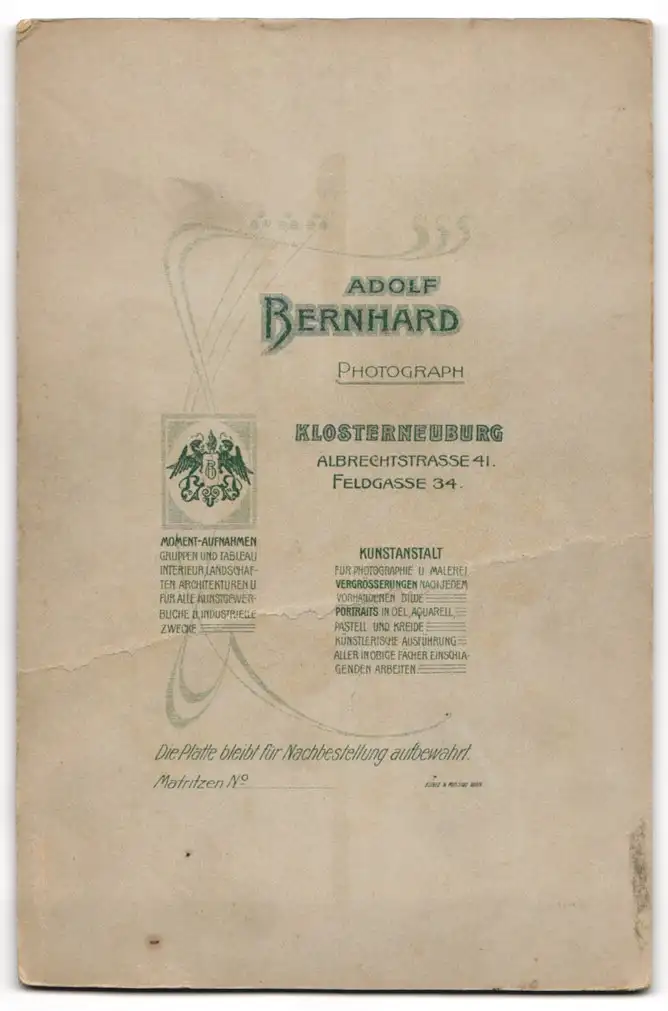 ADOLF
BERNHARD
PHOTOGRAPH
KLOSTERNEUBURG
ALBRECHTSTRASSE 41.
FELDGASSE 34.
MOMENT-AUFNAHMEN
GRUPPEN UND TABLEAU
INTERIEUR, LANDSCHAF-
TEN ARCHITEKTUREN U
FÜR ALLE KUNSTGEWER-
BLICHE U. INDUSTRIELLE
ZWECKE
KUNSTANSTALT
FÜR PHOTOGRAPHIE U. MALEREI
VERGRÖSSERUNGEN NACH JEDEM
VORHANDENEN BILDE
PORTRAITS IN OEL, AQUARELL,
PASTELL UND KREIDE
KÜNSTLERISCHE AUSFÜHRUNG
ALLER IN OBIGE FÄCHER EINSCHLA-
GENDEN ARBEITEN
Die Platte bleibt für Nachbestellung aufbewahrt.
Matritzen No